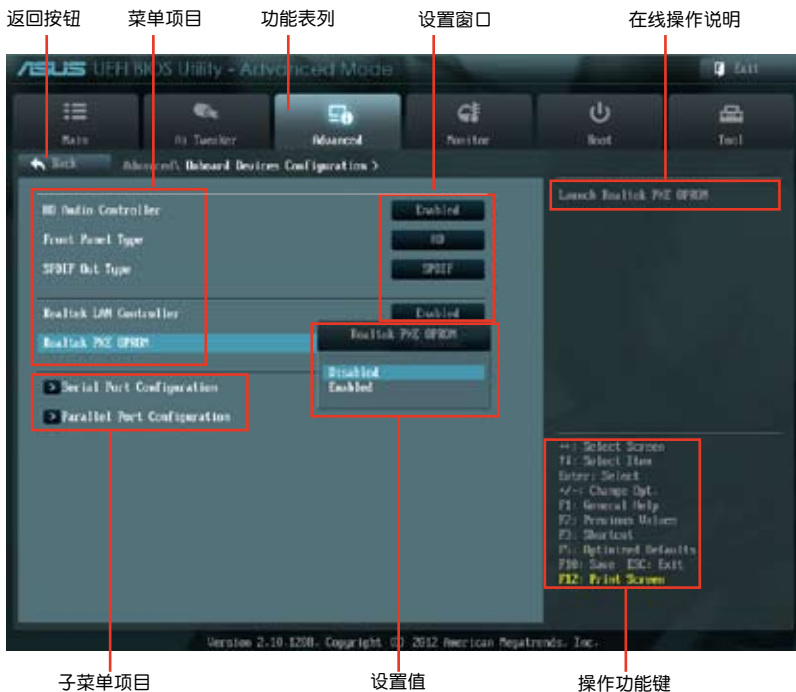 返回按钮 菜单项目 功能表列 设置窗口 在线操作说明
ASUS UEFI BIOS Utility - Advanced Mode Exit
Main Ai Tweaker Advanced Monitor Boot Tool
Back Advanced\ Onboard Devices Configuration >
HD Audio Controller Enabled
Launch Realtek PXE OPROM
Front Panel Type HD
SPDIF Out Type SPDIF
Realtek LAN Controller Enabled
Realtek PXE OPROM
Realtek PXE OPROM
Disabled
Enabled
> Serial Port Configuration
> Parallel Port Configuration
→←: Select Screen
↑↓: Select Item
Enter: Select
+/-: Change Opt.
F1: General Help
F2: Previous Values
F3: Shortcut
F5: Optimized Defaults
F10: Save ESC: Exit
F12: Print Screen
Version 2.10.1208. Copyright (C) 2012 American Megatrends, Inc.
子菜单项目 设置值 操作功能键